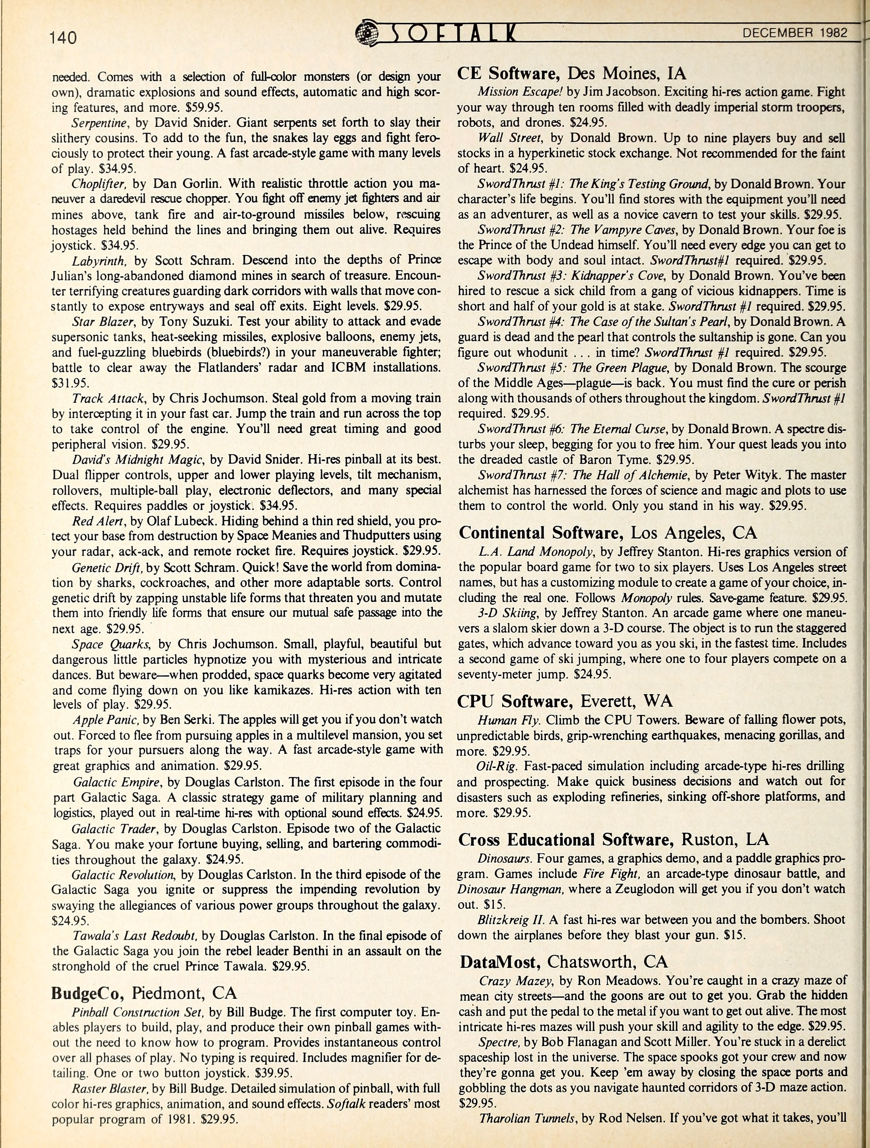 140
SOFTALK
DECEMBER 1982
needed. Comes with a selection of full-color monsters (or design your
own), dramatic explosions and sound effects, automatic and high scor-
ing features, and more. $59.95.
Serpentine, by David Snider. Giant serpents set forth to slay their
slithery cousins. To add to the fun, the snakes lay eggs and fight fero-
ciously to protect their young. A fast arcade-style game with many levels
of play. $34.95.
Choplifter, by Dan Gorlin. With realistic throttle action you ma-
neuver a daredevil rescue chopper. You fight off enemy jet fighters and air
mines above, tank fire and air-to-ground missiles below, rescuing
hostages held behind the lines and bringing them out alive. Requires
joystick. $34.95.
Labyrinth, by Scott Schram. Descend into the depths of Prince
Julian's long-abandoned diamond mines in search of treasure. Encoun-
ter terrifying creatures guarding dark corridors with walls that move con-
stantly to expose entryways and seal off exits. Eight levels. $29.95.
Star Blazer, by Tony Suzuki. Test your ability to attack and evade
supersonic tanks, heat-seeking missiles, explosive balloons, enemy jets,
and fuel-guzzling bluebirds (bluebirds?) in your maneuverable fighter;
battle to clear away the Flatlanders' radar and ICBM installations.
$31.95.
Track Attack, by Chris Jochumson. Steal gold from a moving train
by intercepting it in your fast car. Jump the train and run across the top
to take control of the engine. You'll need great timing and good
peripheral vision. $29.95.
David's Midnight Magic, by David Snider. Hi-res pinball at its best.
Dual flipper controls, upper and lower playing levels, tilt mechanism,
rollovers, multiple-ball play, electronic deflectors, and many special
effects. Requires paddles or joystick. $34.95.
Red Alert, by Olaf Lubeck. Hiding behind a thin red shield, you pro-
tect your base from destruction by Space Meanies and Thudputters using
your radar, ack-ack, and remote rocket fire. Requires joystick. $29.95.
Genetic Drift, by Scott Schram. Quick! Save the world from domina-
tion by sharks, cockroaches, and other more adaptable sorts. Control
genetic drift by zapping unstable life forms that threaten you and mutate
them into friendly life forms that ensure our mutual safe passage into the
next age. $29.95.
Space Quarks, by Chris Jochumson. Small, playful, beautiful but
dangerous little particles hypnotize you with mysterious and intricate
dances. But beware—when prodded, space quarks become very agitated
and come flying down on you like kamikazes. Hi-res action with ten
levels of play. $29.95.
Apple Panic, by Ben Serki. The apples will get you if you don't watch
out. Forced to flee from pursuing apples in a multilevel mansion, you set
traps for your pursuers along the way. A fast arcade-style game with
great graphics and animation. $29.95.
Galactic Empire, by Douglas Carlston. The first episode in the four
part Galactic Saga. A classic strategy game of military planning and
logistics, played out in real-time hi-res with optional sound effects. $24.95.
Galactic Trader, by Douglas Carlston. Episode two of the Galactic
Saga. You make your fortune buying, selling, and bartering commodi-
ties throughout the galaxy. $24.95.
Galactic Revolution, by Douglas Carlston. In the third episode of the
Galactic Saga you ignite or suppress the impending revolution by
swaying the allegiances of various power groups throughout the galaxy.
$24.95.
Tawala's Last Redoubt, by Douglas Carlston. In the final episode of
the Galactic Saga you join the rebel leader Benthi in an assault on the
stronghold of the cruel Prince Tawala. $29.95.
BudgeCo, Piedmont, CA
Pinball Construction Set, by Bill Budge. The first computer toy. En-
ables players to build, play, and produce their own pinball games with-
out the need to know how to program. Provides instantaneous control
over all phases of play. No typing is required. Includes magnifier for de-
tailing. One or two button joystick. $39.95.
Raster Blaster, by Bill Budge. Detailed simulation of pinball, with full
color hi-res graphics, animation, and sound effects. Softalk readers' most
popular program of 1981. $29.95.
CE Software, Des Moines, IA
Mission Escape! by Jim Jacobson. Exciting hi-res action game. Fight
your way through ten rooms filled with deadly imperial storm troopers,
robots, and drones. $24.95.
Wall Street, by Donald Brown. Up to nine players buy and sell
stocks in a hyperkinetic stock exchange. Not recommended for the faint
of heart. $24.95.
SwordThrust #1: The King's Testing Ground, by Donald Brown. Your
character's life begins. You'll find stores with the equipment you'll need
as an adventurer, as well as a novice cavern to test your skills. $29.95.
SwordThrust #2: The Vampyre Caves, by Donald Brown. Your foe is
the Prince of the Undead himself. You'll need every edge you can get to
escape with body and soul intact. SwordThrust#1 required. $29.95.
SwordThrust #3: Kidnapper's Cove, by Donald Brown. You've been
hired to rescue a sick child from a gang of vicious kidnappers. Time is
short and half of your gold is at stake. SwordThrust #1 required. $29.95.
SwordThrust #4: The Case of the Sultan's Pearl, by Donald Brown. A
guard is dead and the pearl that controls the sultanship is gone. Can you
figure out whodunit . . . in time? SwordThrust #1 required. $29.95.
SwordThrust #5: The Green Plague, by Donald Brown. The scourge
of the Middle Ages—plague—is back. You must find the cure or perish
along with thousands of others throughout the kingdom. SwordThrust #1
required. $29.95.
SwordThrust #6: The Eternal Curse, by Donald Brown. A spectre dis-
turbs your sleep, begging for you to free him. Your quest leads you into
the dreaded castle of Baron Tyme. $29.95.
SwordThrust #7: The Hall of Alchemie, by Peter Wityk. The master
alchemist has harnessed the forces of science and magic and plots to use
them to control the world. Only you stand in his way. $29.95.
Continental Software, Los Angeles, CA
L.A. Land Monopoly, by Jeffrey Stanton. Hi-res graphics version of
the popular board game for two to six players. Uses Los Angeles street
names, but has a customizing module to create a game of your choice, in-
cluding the real one. Follows Monopoly rules. Save-game feature. $29.95.
3-D Skiing, by Jeffrey Stanton. An arcade game where one maneu-
vers a slalom skier down a 3-D course. The object is to run the staggered
gates, which advance toward you as you ski, in the fastest time. Includes
a second game of ski jumping, where one to four players compete on a
seventy-meter jump. $24.95.
CPU Software, Everett, WA
Human Fly. Climb the CPU Towers. Beware of falling flower pots,
unpredictable birds, grip-wrenching earthquakes, menacing gorillas, and
more. $29.95.
Oil-Rig. Fast-paced simulation including arcade-type hi-res drilling
and prospecting. Make quick business decisions and watch out for
disasters such as exploding refineries, sinking off-shore platforms, and
more. $29.95.
Cross Educational Software, Ruston, LA
Dinosaurs. Four games, a graphics demo, and a paddle graphics pro-
gram. Games include Fire Fight, an arcade-type dinosaur battle, and
Dinosaur Hangman, where a Zeuglodon will get you if you don't watch
out. $15.
Blitzkreig II. A fast hi-res war between you and the bombers. Shoot
down the airplanes before they blast your gun. $15.
DataMost, Chatsworth, CA
Crazy Mazey, by Ron Meadows. You're caught in a crazy maze of
mean city streets—and the goons are out to get you. Grab the hidden
cash and put the pedal to the metal if you want to get out alive. The most
intricate hi-res mazes will push your skill and agility to the edge. $29.95.
Spectre, by Bob Flanagan and Scott Miller. You're stuck in a derelict
spaceship lost in the universe. The space spooks got your crew and now
they're gonna get you. Keep 'em away by closing the space ports and
gobbling the dots as you navigate haunted corridors of 3-D maze action.
$29.95.
Tharolian Tunnels, by Rod Nelsen. If you've got what it takes, you'll